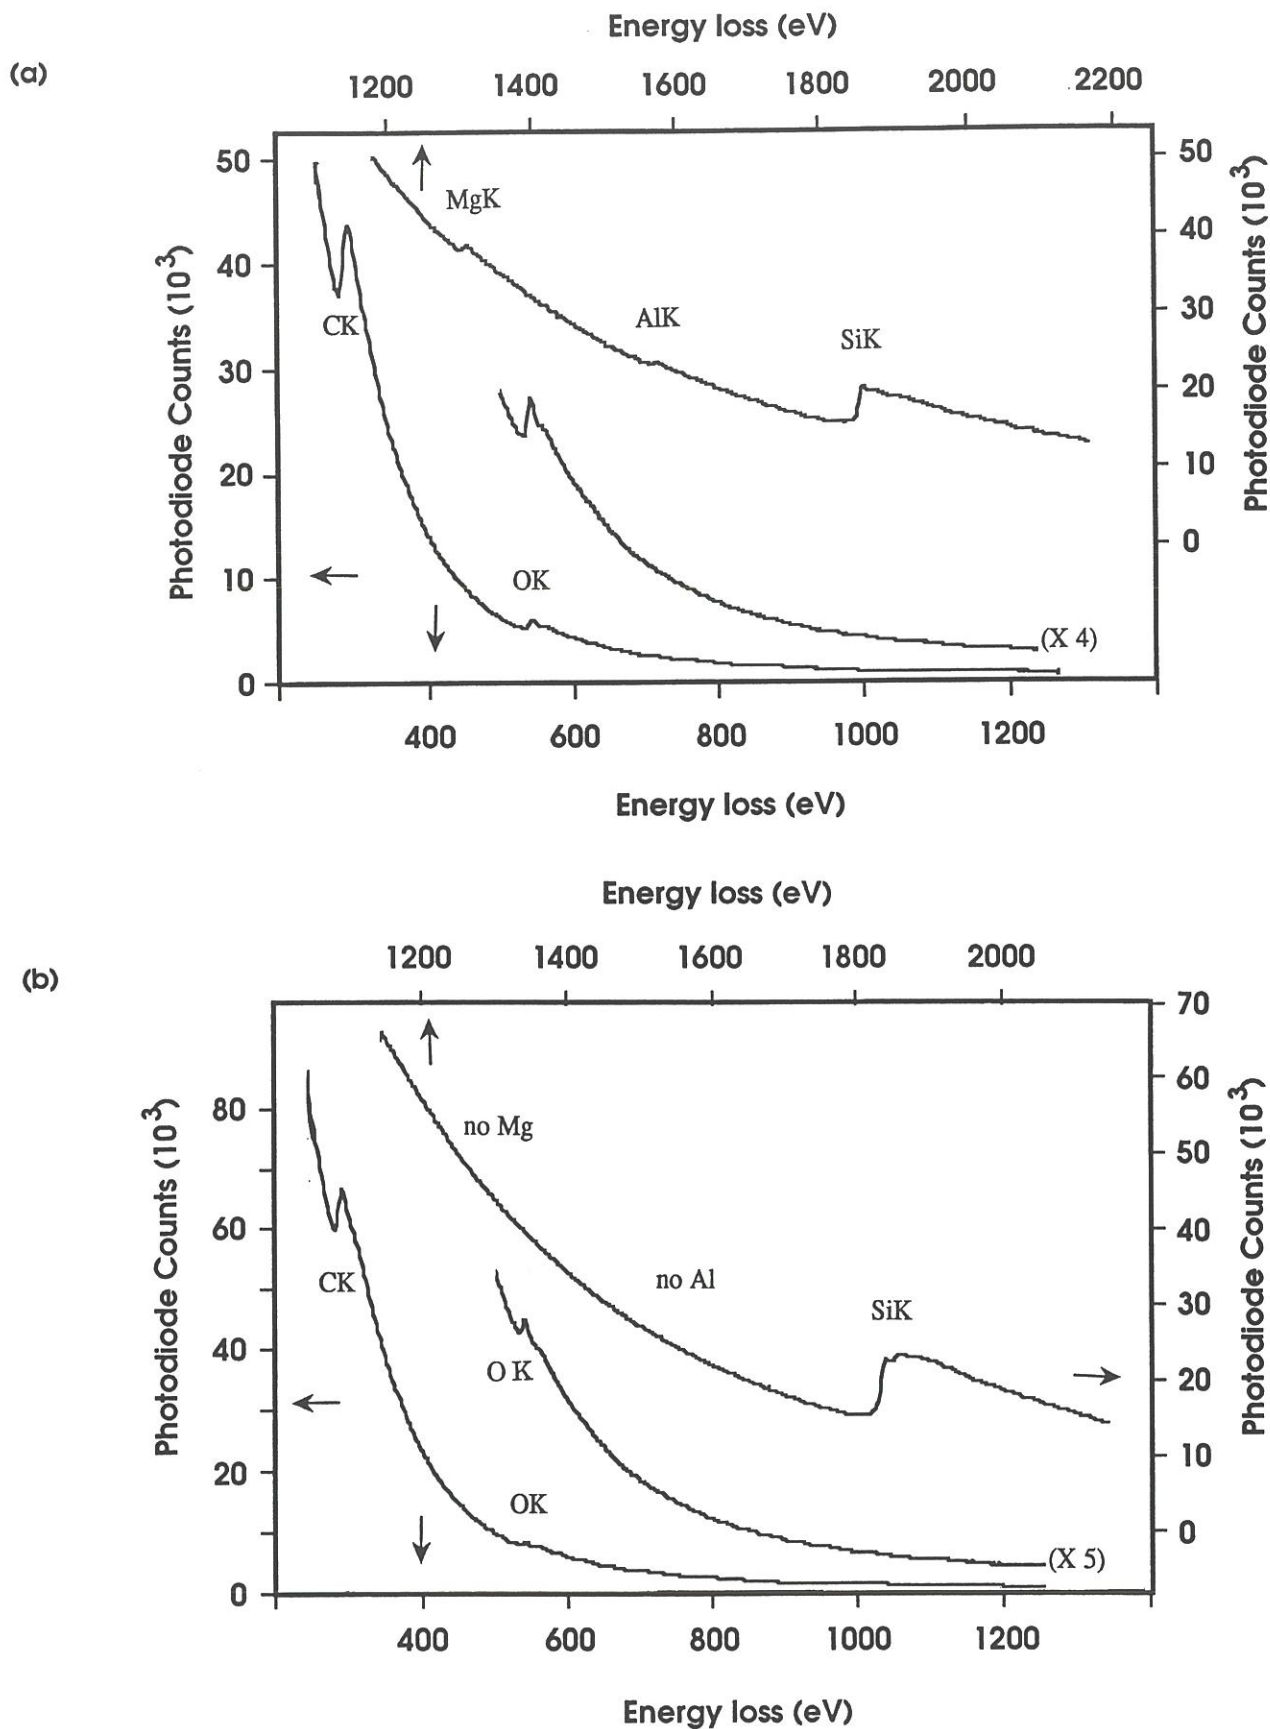 Energy loss (eV)
(a)
1200 1400 1600 1800 2000 2200
50
40
30
20
10
0
Photodiode Counts (10³)
MgK
AlK
SiK
CK
OK
(X 4)
50
40
30
20
10
0
Photodiode Counts (10³)
400 600 800 1000 1200
Energy loss (eV)
Energy loss (eV)
(b)
1200 1400 1600 1800 2000
80
60
40
20
0
Photodiode Counts (10³)
no Mg
no Al
SiK
CK
O K
OK
(X 5)
70
60
50
40
30
20
10
0
Photodiode Counts (10³)
400 600 800 1000 1200
Energy loss (eV)